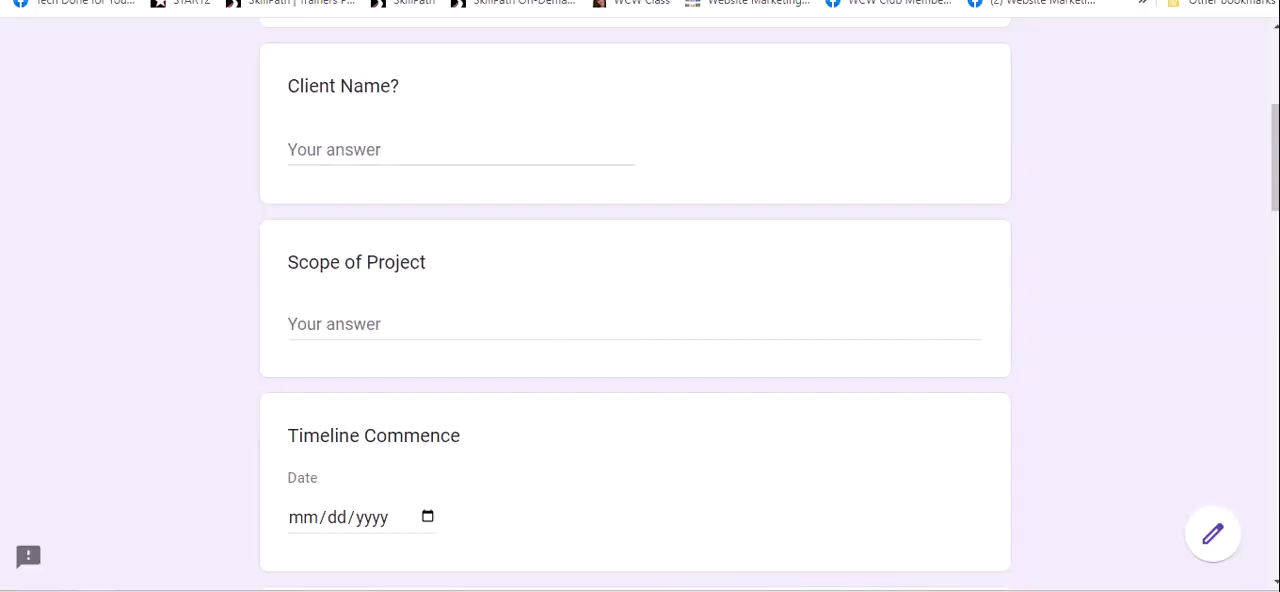 Tech Done for You... START2 SkillPath | Trainers P... SkillPath SkillPath On-Dema... WCW Class Website Marketing... WCW Club Membe... (2) Website Marketi... » Other bookmarks
Client Name?
Your answer
Scope of Project
Your answer
Timeline Commence
Date
mm/dd/yyyy